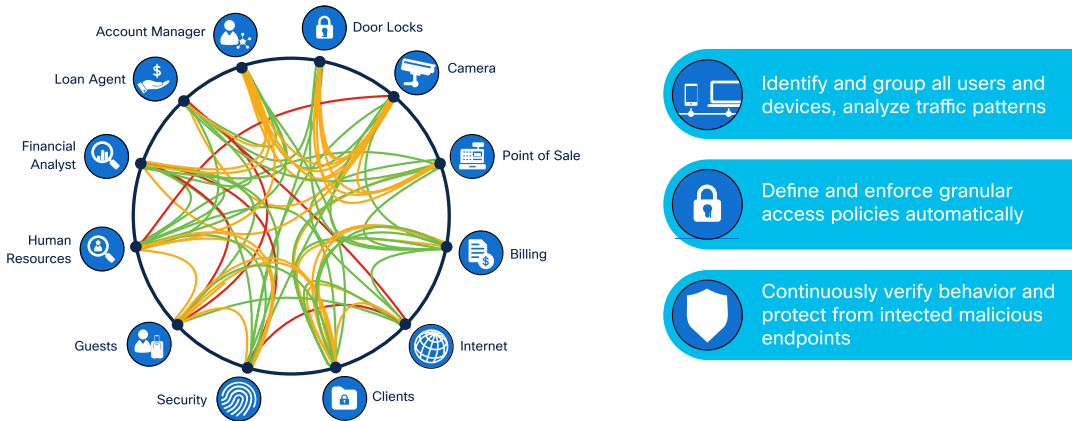 Account Manager
Door Locks
Loan Agent
Camera
Financial
Analyst
Point of Sale
Human
Resources
Billing
Guests
Internet
Security
Clients
$
$
Identify and group all users and
devices, analyze traffic patterns
Define and enforce granular
access policies automatically
Continuously verify behavior and
protect from intected malicious
endpoints